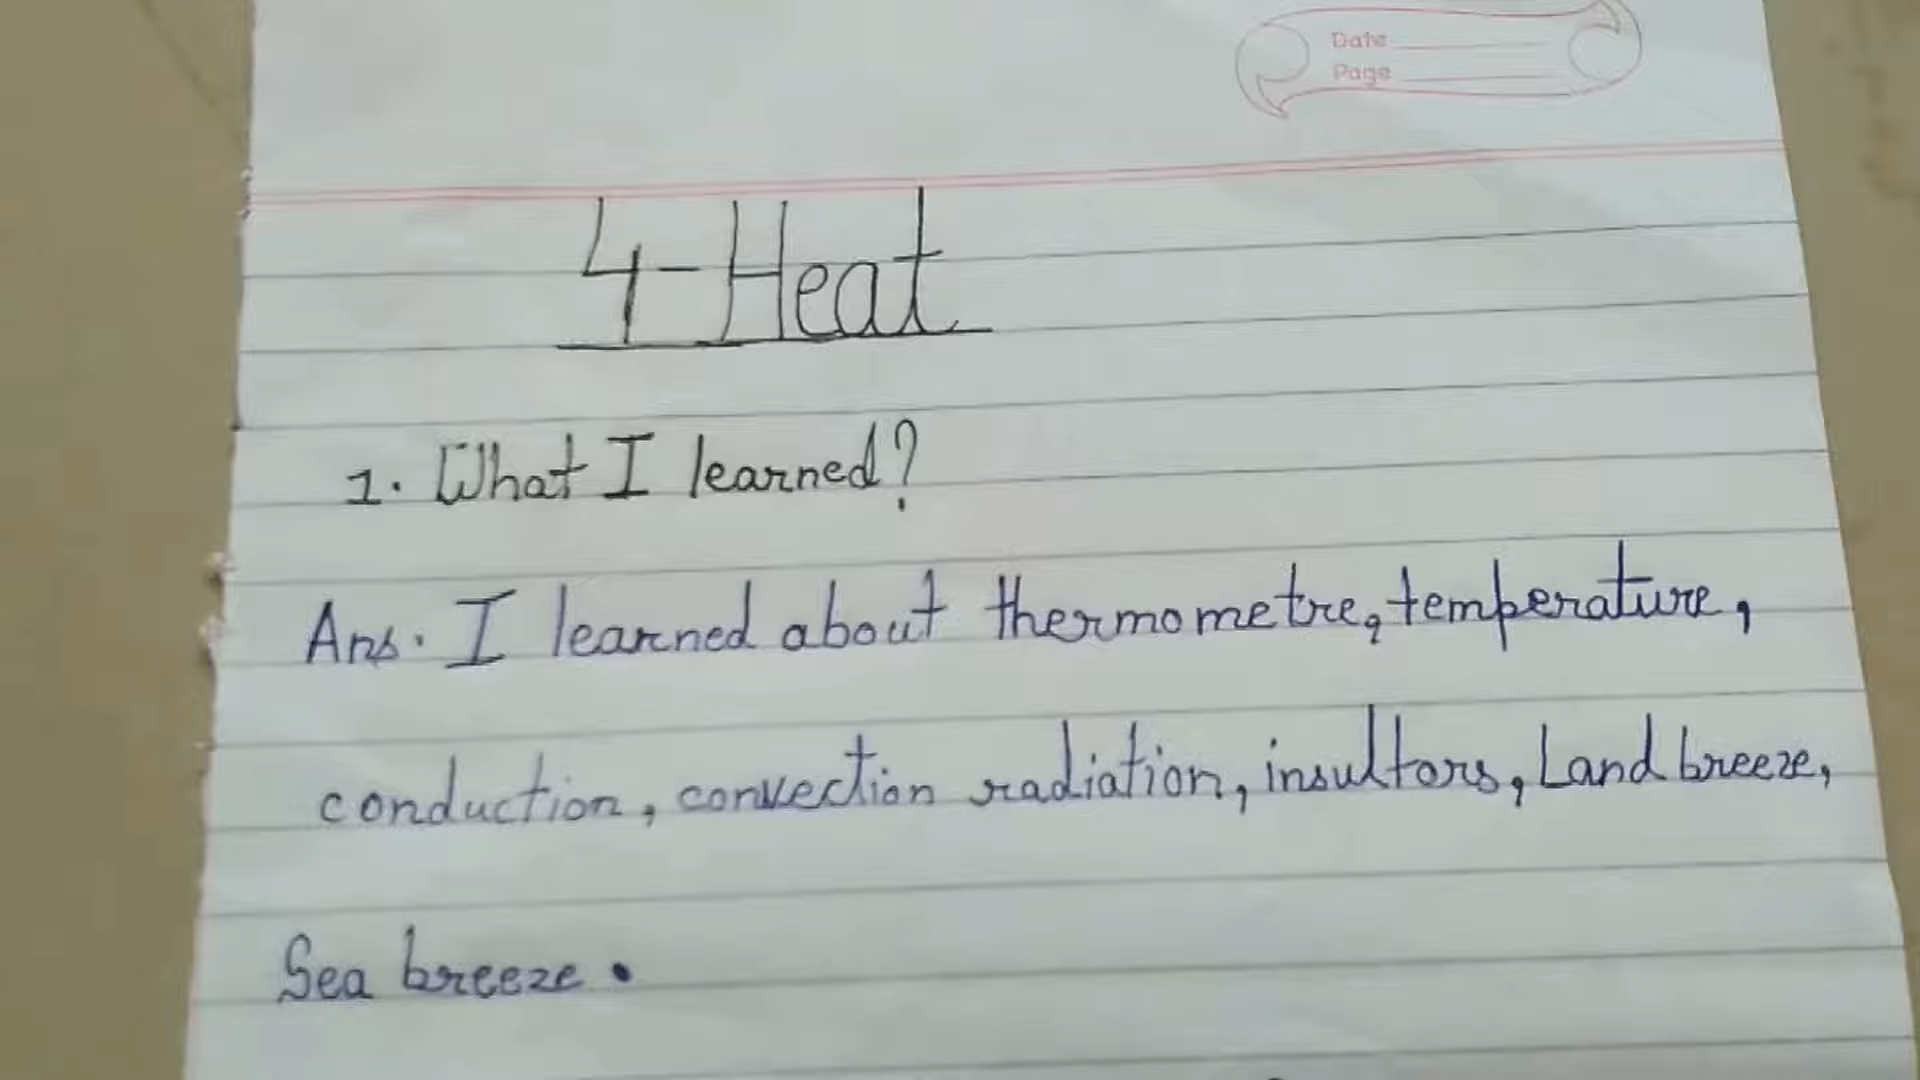 Date
Page
4-Heat
1. What I learned?
Ans. I learned about thermometre, temperature,
conduction, convection radiation, insultors, Land breeze,
Sea breeze.